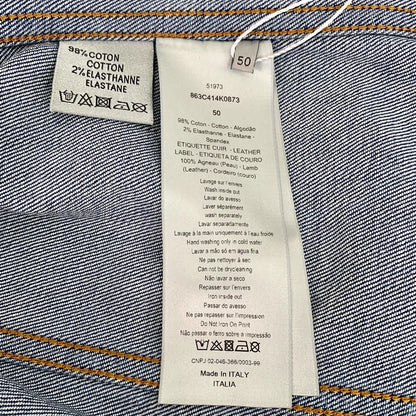 98% COTON
COTTON
2% ELASTHANNE
ELASTANE
50
51973
863C414K0873
50
98% Coton - Cotton - Algodão
2% Elasthanne - Elastane -
Spandex
ETIQUETTE CUIR - LEATHER
LABEL - ETIQUETA DE COURO
100% Agneau (Peau) - Lamb
(Leather) - Cordeiro (couro)
Lavage sur l'envers
Wash inside out
Lavar do avesso
Laver séparément
wash separately
Lavar separadamente
Lavage à la main uniquement à l'eau froide
Hand washing only in cold water
Lavar a mão som em agua fria
Ne pas nettoyer à sec
Can not be drycleaning
Não lavar a seco
Repasser sur l'envers
Iron inside out
Passar do avesso
Ne pas repasser sur l'impression
Do Not Iron On Print
Não passar o ferro sobre a impressão
CNPJ 02-046-366/0003-99
Made In ITALY
ITALIA